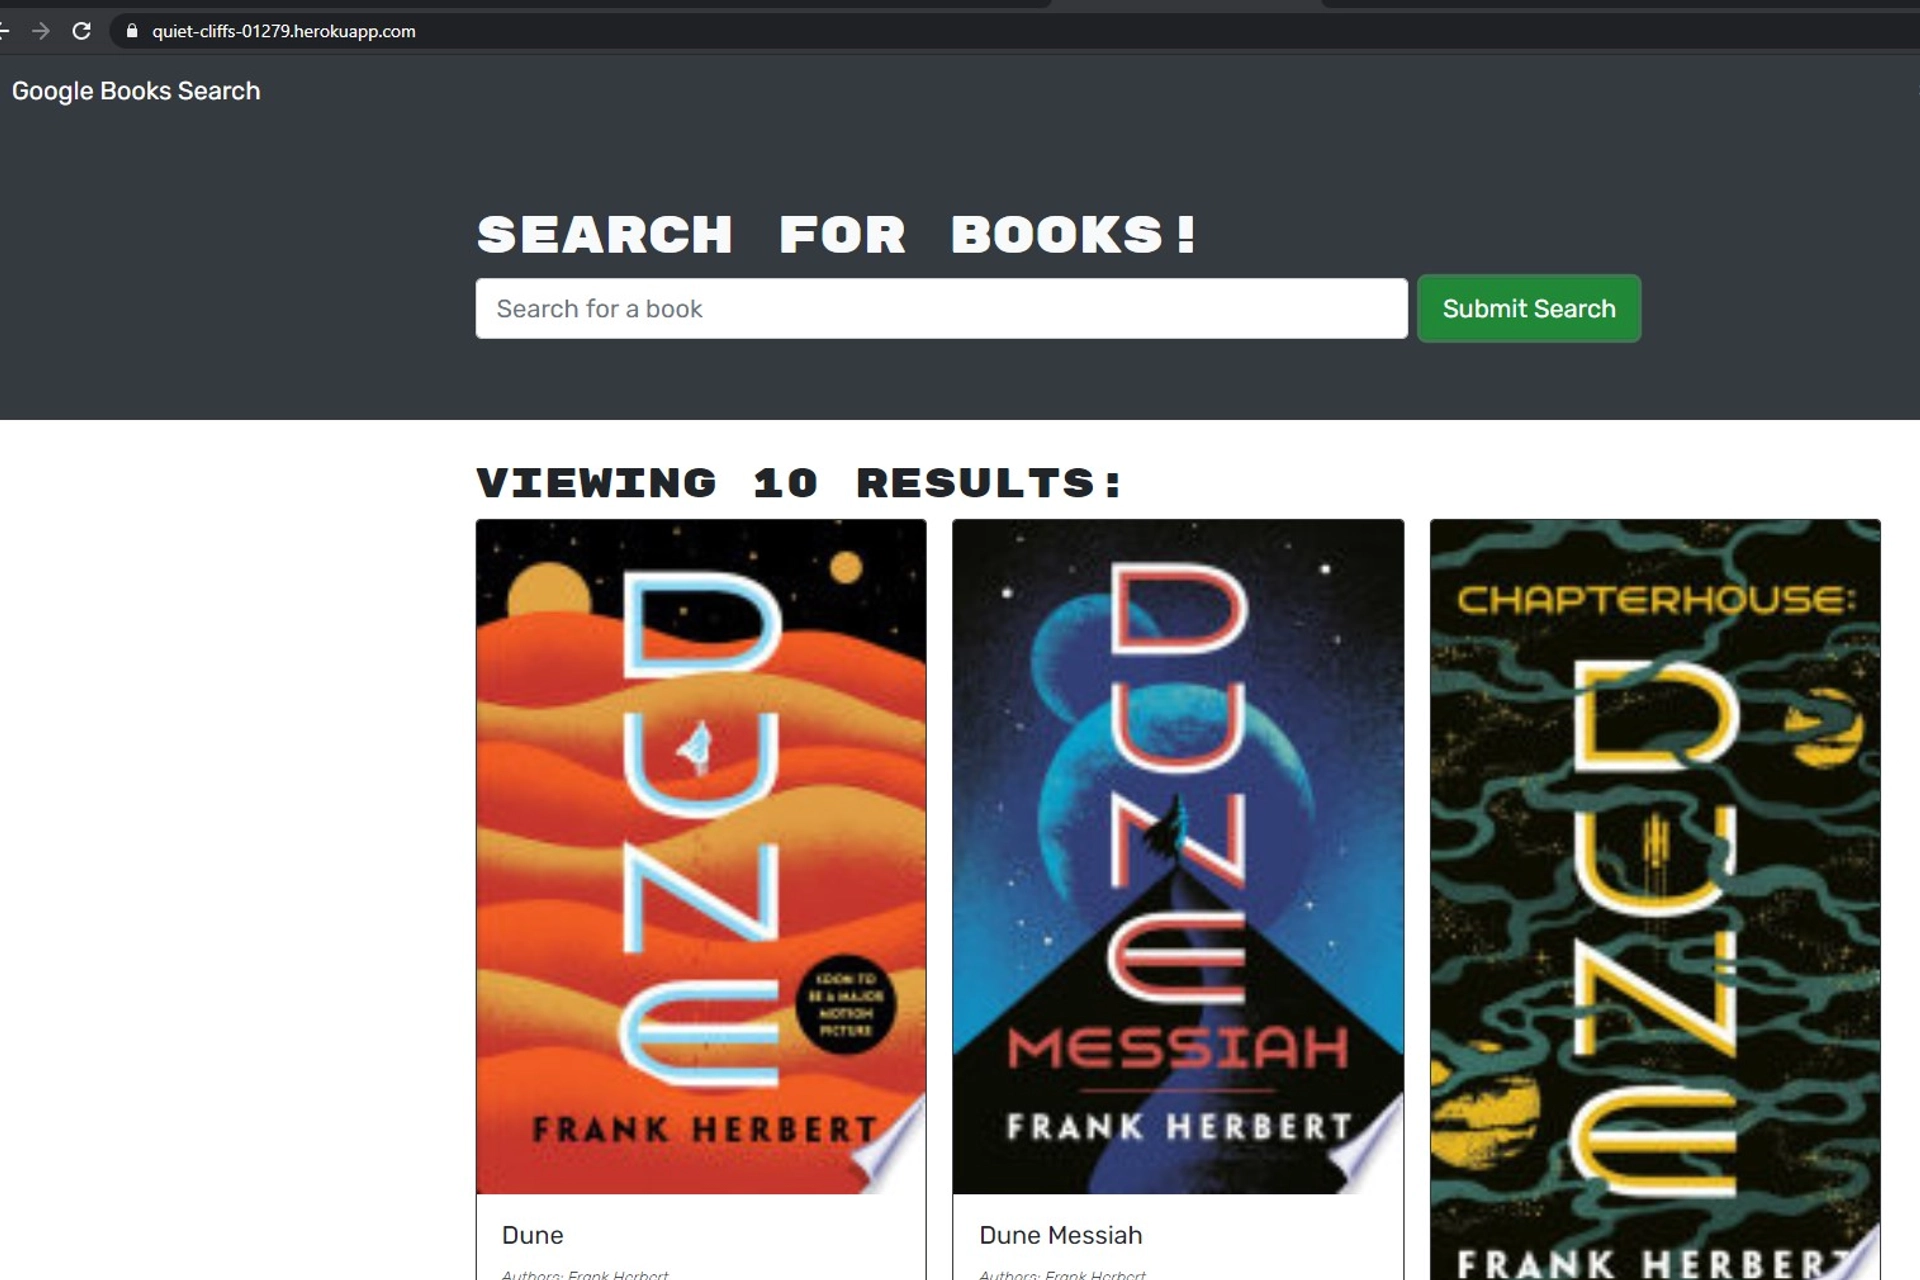 quiet-cliffs-01279.herokuapp.com
Google Books Search
SEARCH FOR BOOKS!
Search for a book
Submit Search
VIEWING 10 RESULTS:
DUNE
SOON TO
BE A MAJOR
MOTION
PICTURE
FRANK HERBERT
Dune
Authors: Frank Herbert
DUNE
MESSIAH
FRANK HERBERT
Dune Messiah
Authors: Frank Herbert
CHAPTERHOUSE:
DUNE
FRANK HERBERT